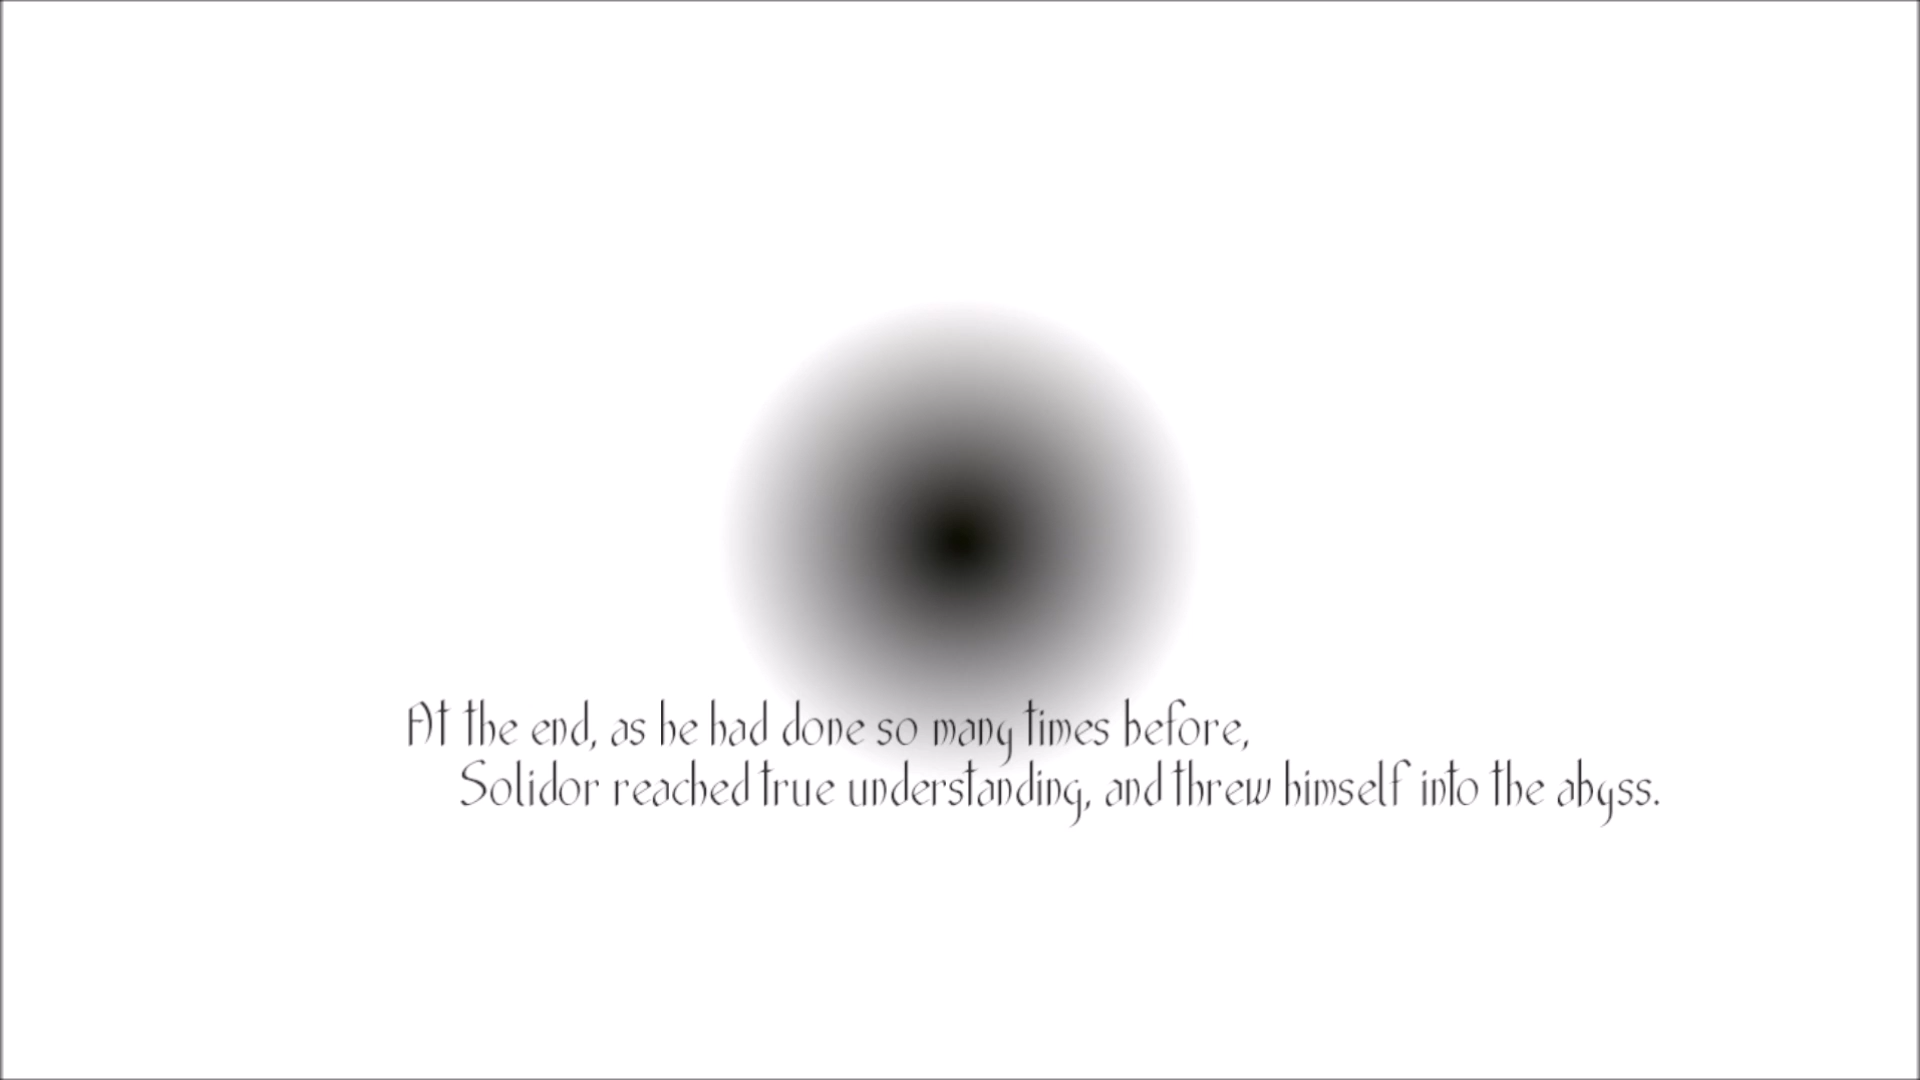 At the end, as he had done so many times before,
Solidor reached true understanding, and threw himself into the abyss.